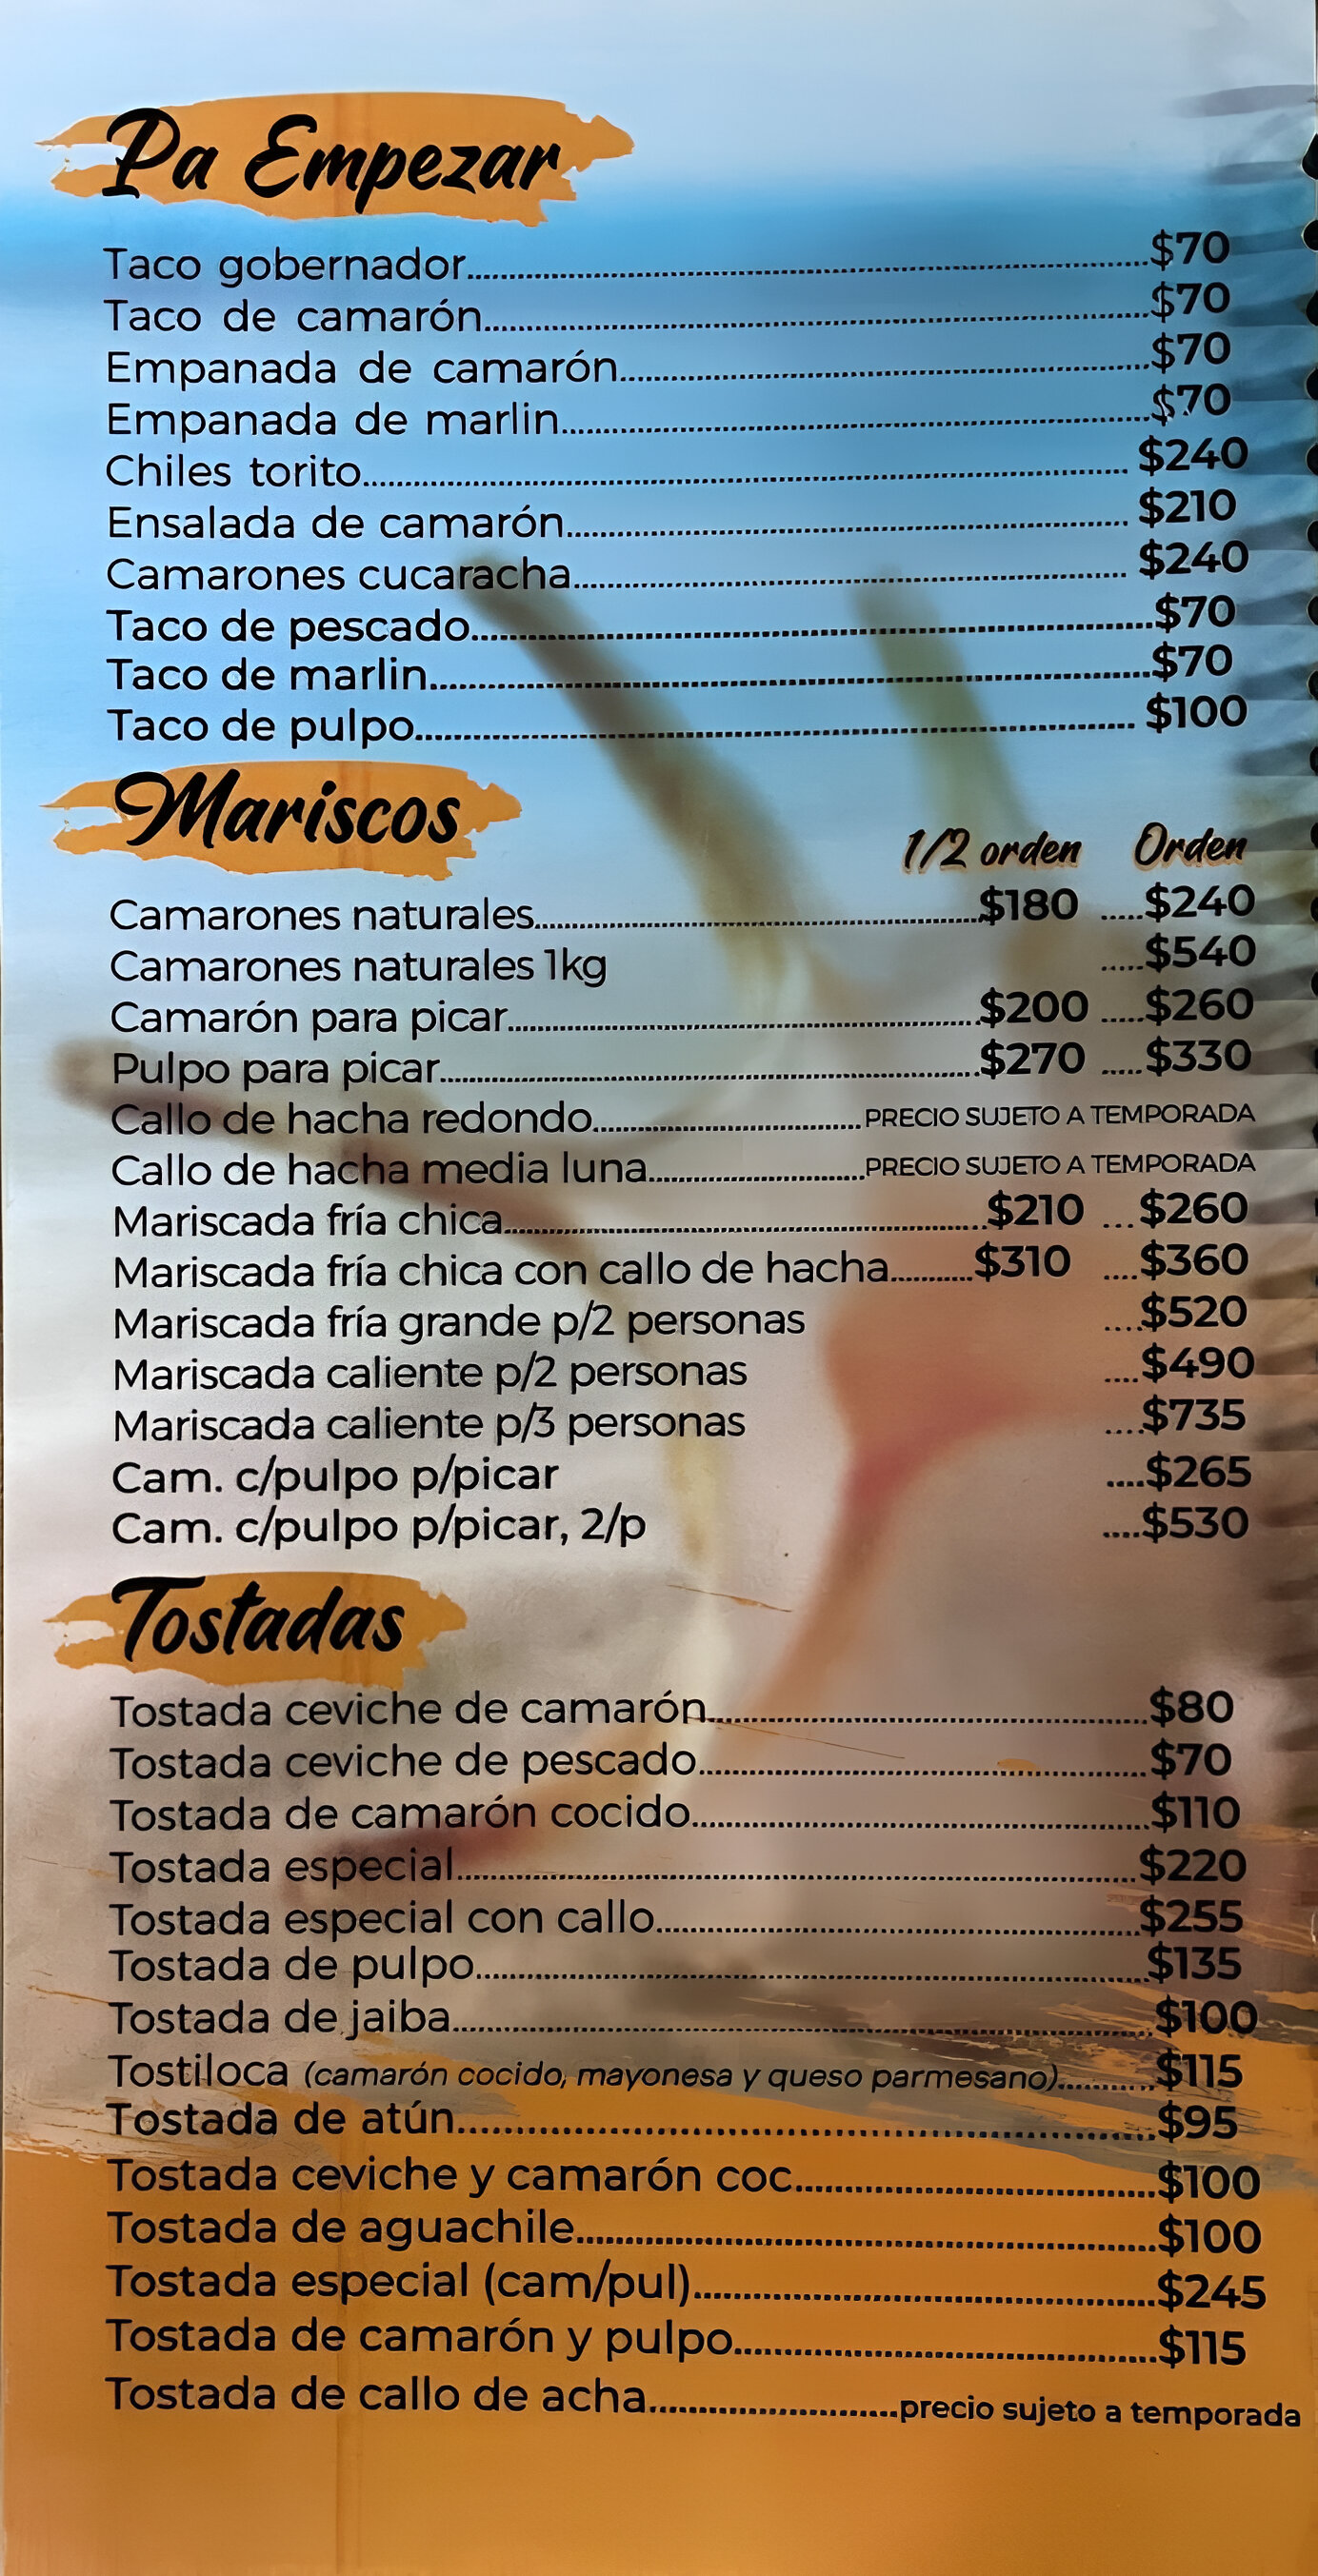 Pa Empezar
Taco gobernador $70
Taco de camarón $70
Empanada de camarón $70
Empanada de marlin $70
Chiles torito $240
Ensalada de camarón $210
Camarones cucaracha $240
Taco de pescado $70
Taco de marlin $70
Taco de pulpo $100
Mariscos
1/2 orden Orden
Camarones naturales $180 $240
Camarones naturales 1kg $540
Camarón para picar $200 $260
Pulpo para picar $270 $330
Callo de hacha redondo PRECIO SUJETO A TEMPORADA
Callo de hacha media luna PRECIO SUJETO A TEMPORADA
Mariscada fría chica $210 $260
Mariscada fría chica con callo de hacha $310 $360
Mariscada fría grande p/2 personas $520
Mariscada caliente p/2 personas $490
Mariscada caliente p/3 personas $735
Cam. c/pulpo p/picar $265
Cam. c/pulpo p/picar, 2/p $530
Tostadas
Tostada ceviche de camarón $80
Tostada ceviche de pescado $70
Tostada de camarón cocido $110
Tostada especial $220
Tostada especial con callo $255
Tostada de pulpo $135
Tostada de jaiba $100
Tostiloca (camarón cocido, mayonesa y queso parmesano) $115
Tostada de atún $95
Tostada ceviche y camarón coc $100
Tostada de aguachile $100
Tostada especial (cam/pul) $245
Tostada de camarón y pulpo $115
Tostada de callo de acha precio sujeto a temporada